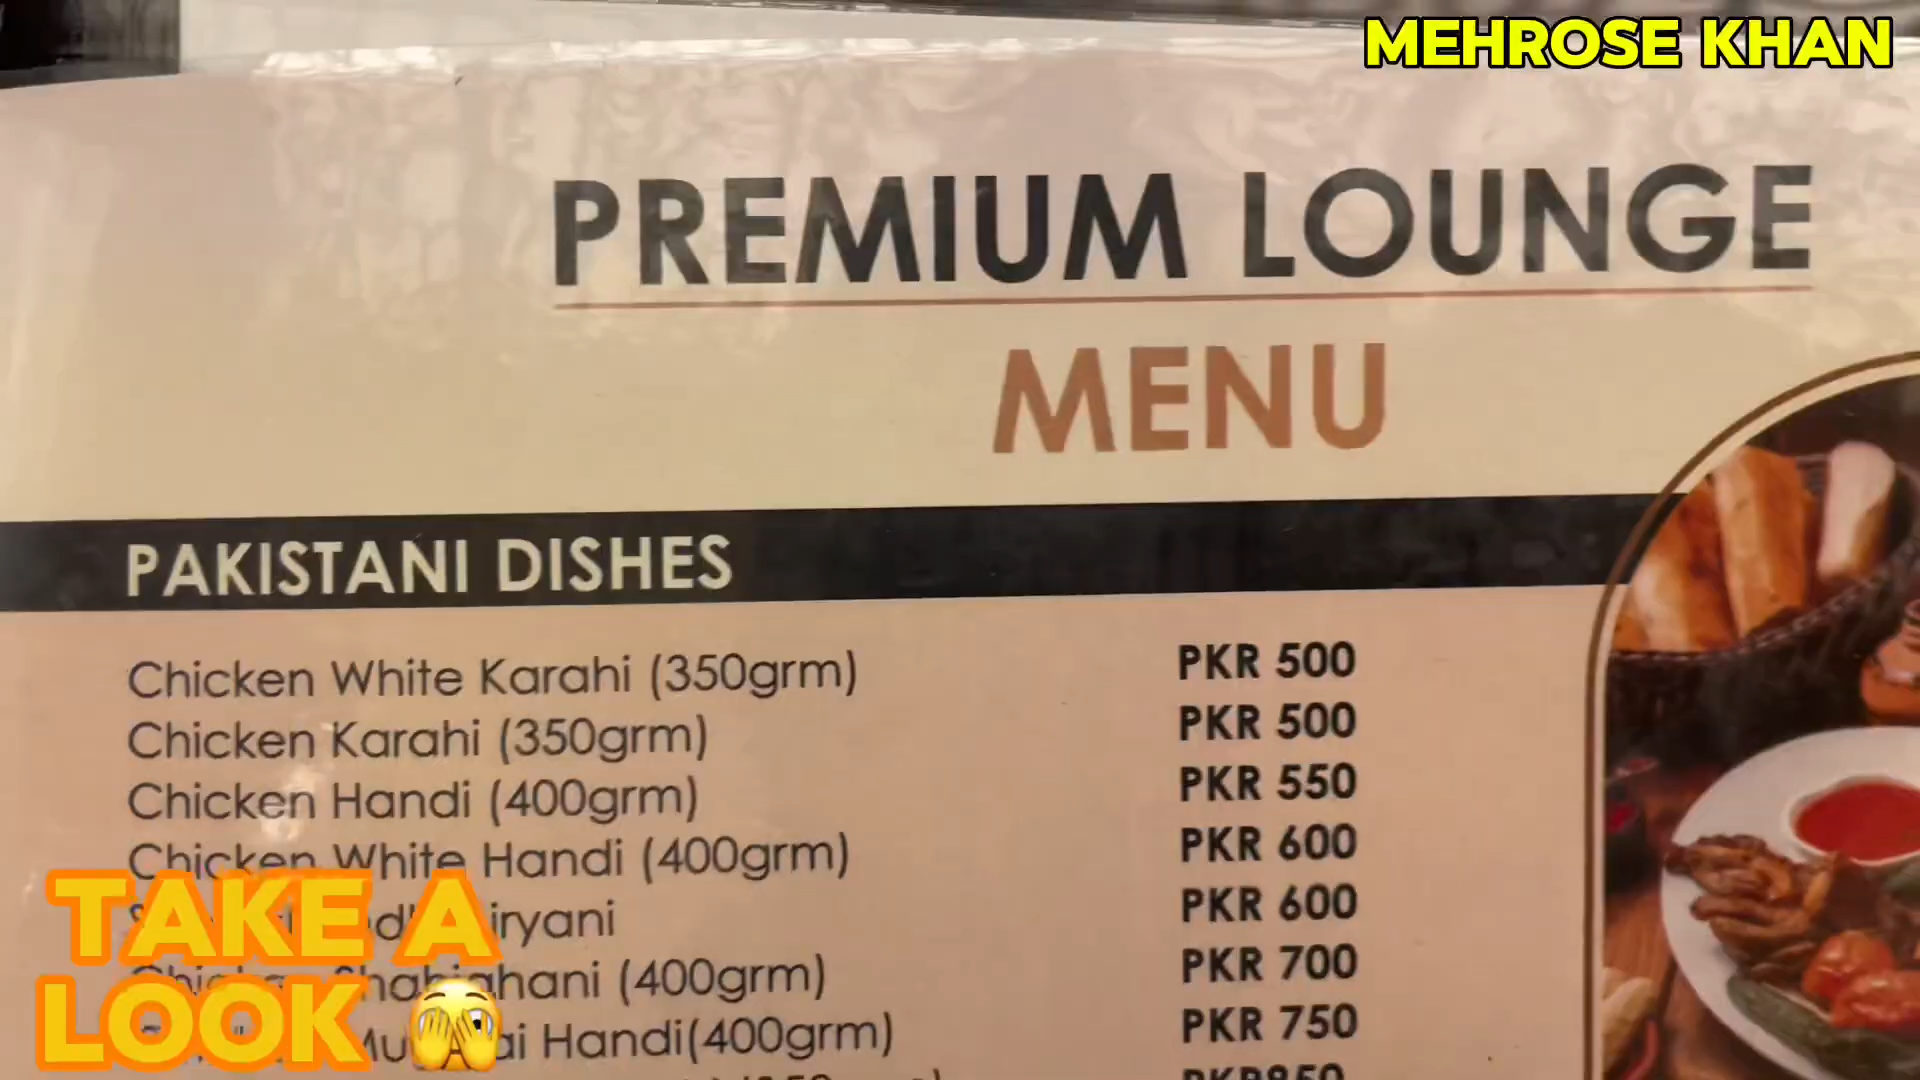 MEHROSE KHAN
PREMIUM LOUNGE
MENU
PAKISTANI DISHES
Chicken White Karahi (350grm) PKR 500
Chicken Karahi (350grm) PKR 500
Chicken Handi (400grm) PKR 550
Chicken White Handi (400grm) PKR 600
PKR 600
(400grm) PKR 700
Handi(400grm) PKR 750
TAKE A
LOOK